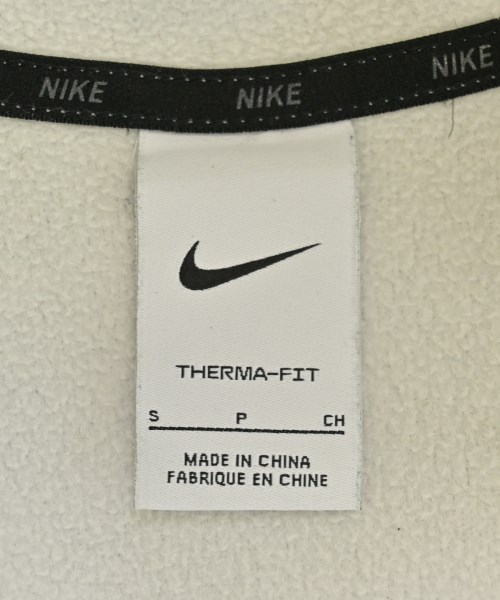 NIKE NIKE NIKE
THERMA-FIT
S P CH
MADE IN CHINA
FABRIQUE EN CHINE